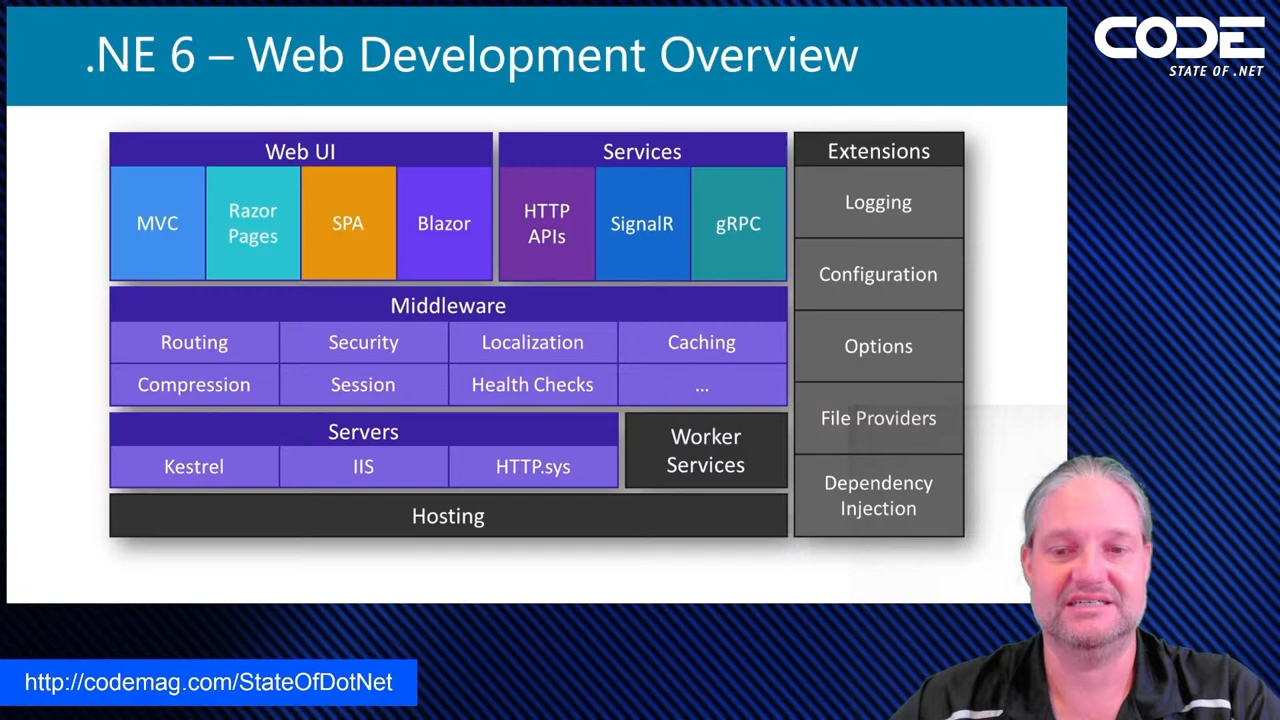 .NE 6 – Web Development Overview
CODE
STATE OF .NET
Web UI
MVC
Razor
Pages
SPA
Blazor
Services
HTTP
APIs
SignalR
gRPC
Middleware
Routing
Security
Localization
Caching
Compression
Session
Health Checks
...
Servers
Kestrel
IIS
HTTP.sys
Worker
Services
Hosting
Extensions
Logging
Configuration
Options
File Providers
Dependency
Injection
http://codemag.com/StateOfDotNet